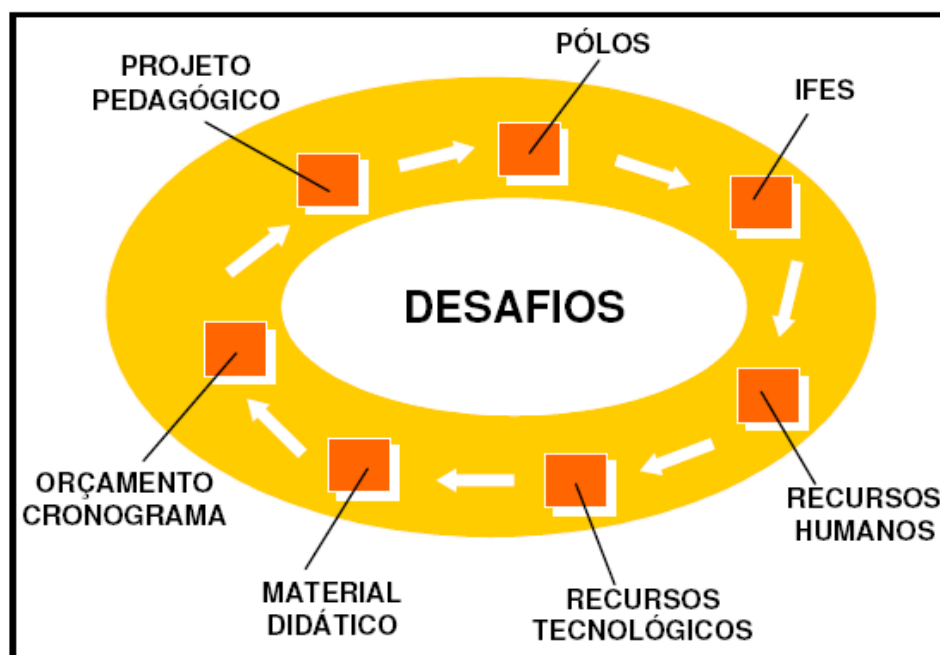 PROJETO
PEDAGÓGICO
PÓLOS
IFES
DESAFIOS
RECURSOS
HUMANOS
RECURSOS
TECNOLÓGICOS
MATERIAL
DIDÁTICO
ORÇAMENTO
CRONOGRAMA